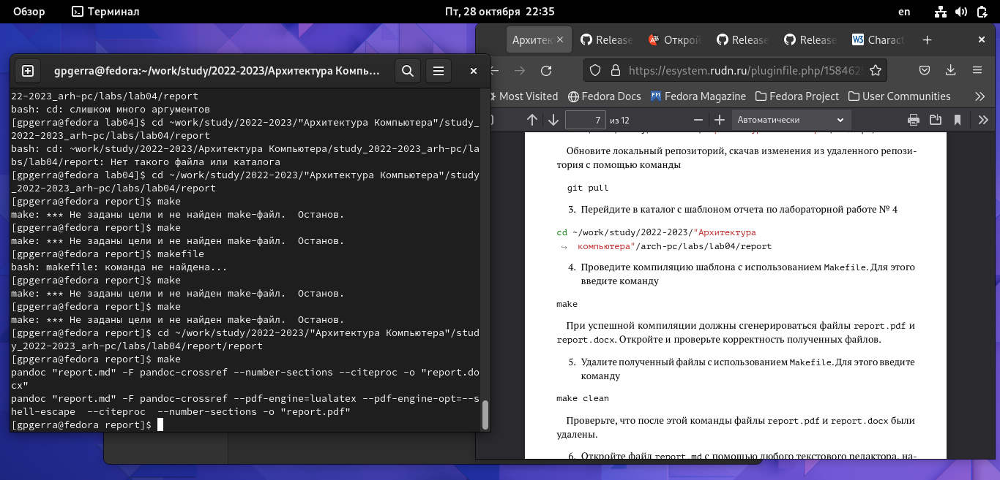 Обзор
Терминал
Пт, 28 октября 22:35
en
gpgerra@fedora:~/work/study/2022-2023/Архитектура Компь...
22-2023_arh-pc/labs/lab04/report
bash: cd: слишком много аргументов
[gpgerra@fedora lab04]$ cd ~work/study/2022-2023/"Архитектура Компьютера"/study_
2022-2023_arh-pc/labs/lab04/report
bash: cd: ~work/study/2022-2023/Архитектура Компьютера/study_2022-2023_arh-pc/la
bs/lab04/report: Нет такого файла или каталога
[gpgerra@fedora lab04]$ cd ~/work/study/2022-2023/"Архитектура Компьютера"/study
_2022-2023_arh-pc/labs/lab04/report
[gpgerra@fedora report]$ make
make: *** Не заданы цели и не найден make-файл.  Останов.
[gpgerra@fedora report]$ make
make: *** Не заданы цели и не найден make-файл.  Останов.
[gpgerra@fedora report]$ makefile
bash: makefile: команда не найдена...
[gpgerra@fedora report]$ make
make: *** Не заданы цели и не найден make-файл.  Останов.
[gpgerra@fedora report]$ make
make: *** Не заданы цели и не найден make-файл.  Останов.
[gpgerra@fedora report]$ cd ~/work/study/2022-2023/"Архитектура Компьютера"/stud
y_2022-2023_arh-pc/labs/lab04/report/report
[gpgerra@fedora report]$ make
pandoc "report.md" -F pandoc-crossref --number-sections --citeproc -o "report.do
cx"
pandoc "report.md" -F pandoc-crossref --pdf-engine=lualatex --pdf-engine-opt=--s
hell-escape  --citeproc  --number-sections -o "report.pdf"
[gpgerra@fedora report]$
Архитек
Release
Открой
Release
Release
W3 Charact
https://esystem.rudn.ru/pluginfile.php/158462
Most Visited
Fedora Docs
FM Fedora Magazine
Fedora Project
User Communities
7 из 12
Автоматически
Обновите локальный репозиторий, скачав изменения из удаленного репози-
тория с помощью команды
git pull
3. Перейдите в каталог с шаблоном отчета по лабораторной работе № 4
cd ~/work/study/2022-2023/"Архитектура
↪ компьютера"/arch-pc/labs/lab04/report
4. Проведите компиляцию шаблона с использованием Makefile. Для этого
введите команду
make
При успешной компиляции должны сгенерироваться файлы report.pdf и
report.docx. Откройте и проверьте корректность полученных файлов.
5. Удалите полученный файлы с использованием Makefile. Для этого введите
команду
make clean
Проверьте, что после этой команды файлы report.pdf и report.docx были
удалены.
6. Откройте файл report.md с помощью любого текстового редактора, на-